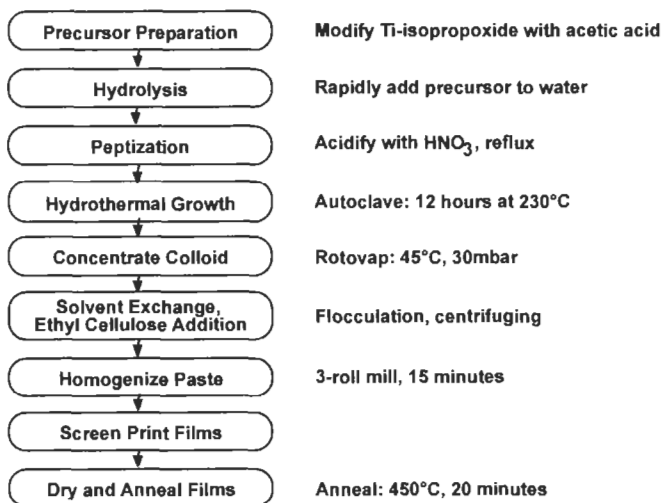 Precursor Preparation
Modify Ti-isopropoxide with acetic acid
Hydrolysis
Rapidly add precursor to water
Peptization
Acidify with HNO3, reflux
Hydrothermal Growth
Autoclave: 12 hours at 230°C
Concentrate Colloid
Rotovap: 45°C, 30mbar
Solvent Exchange,
Ethyl Cellulose Addition
Flocculation, centrifuging
Homogenize Paste
3-roll mill, 15 minutes
Screen Print Films
Dry and Anneal Films
Anneal: 450°C, 20 minutes